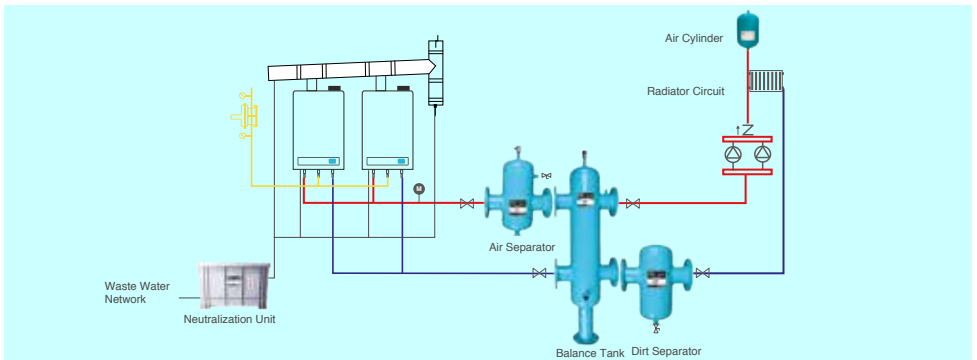 Air Cylinder
Radiator Circuit
M
Air Separator
Waste Water
Network
Neutralization Unit
Balance Tank
Dirt Separator